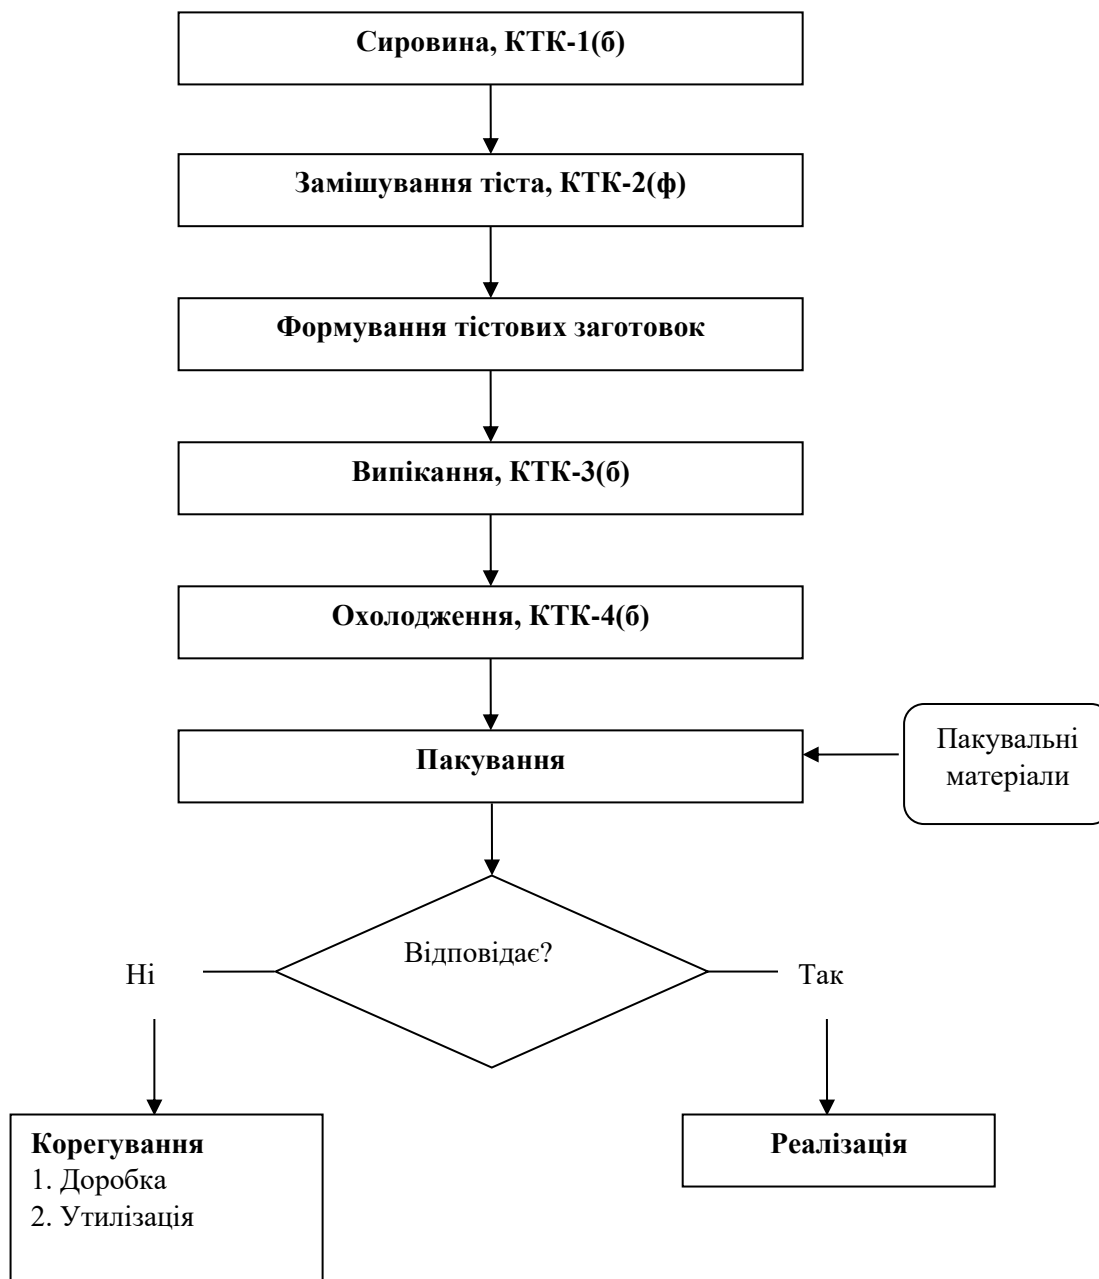 Сировина, КТК-1(б)
Замішування тіста, КТК-2(ф)
Формування тістових заготовок
Випікання, КТК-3(б)
Охолодження, КТК-4(б)
Пакування
Пакувальні
матеріали
Відповідає?
Ні
Так
Корегування
1. Доробка
2. Утилізація
Реалізація